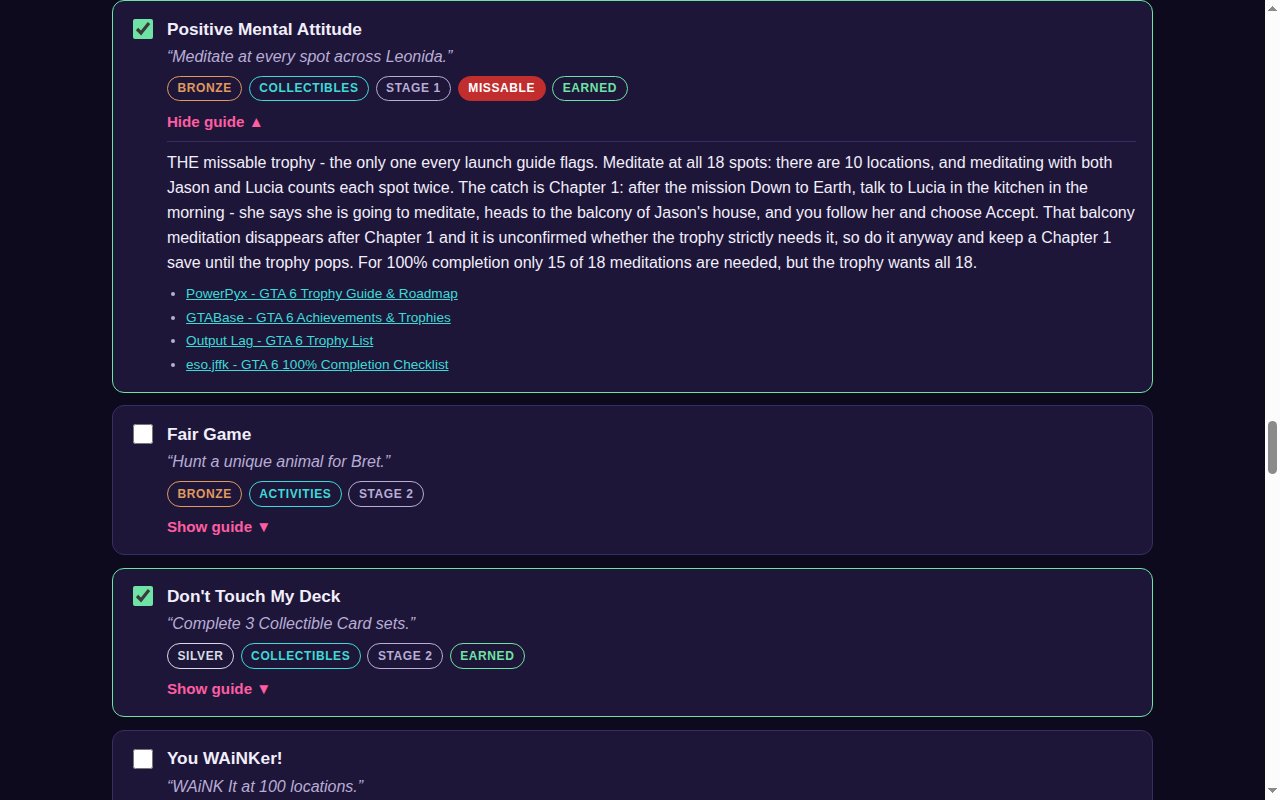 Positive Mental Attitude
“Meditate at every spot across Leonida.”
BRONZE COLLECTIBLES STAGE 1 MISSABLE EARNED
Hide guide ▲
THE missable trophy - the only one every launch guide flags. Meditate at all 18 spots: there are 10 locations, and meditating with both
Jason and Lucia counts each spot twice. The catch is Chapter 1: after the mission Down to Earth, talk to Lucia in the kitchen in the
morning - she says she is going to meditate, heads to the balcony of Jason's house, and you follow her and choose Accept. That balcony
meditation disappears after Chapter 1 and it is unconfirmed whether the trophy strictly needs it, so do it anyway and keep a Chapter 1
save until the trophy pops. For 100% completion only 15 of 18 meditations are needed, but the trophy wants all 18.
• PowerPyx - GTA 6 Trophy Guide & Roadmap
• GTABase - GTA 6 Achievements & Trophies
• Output Lag - GTA 6 Trophy List
• eso.jffk - GTA 6 100% Completion Checklist
Fair Game
“Hunt a unique animal for Bret.”
BRONZE ACTIVITIES STAGE 2
Show guide ▼
Don't Touch My Deck
“Complete 3 Collectible Card sets.”
SILVER COLLECTIBLES STAGE 2 EARNED
Show guide ▼
You WAiNKer!
“WAiNK It at 100 locations.”